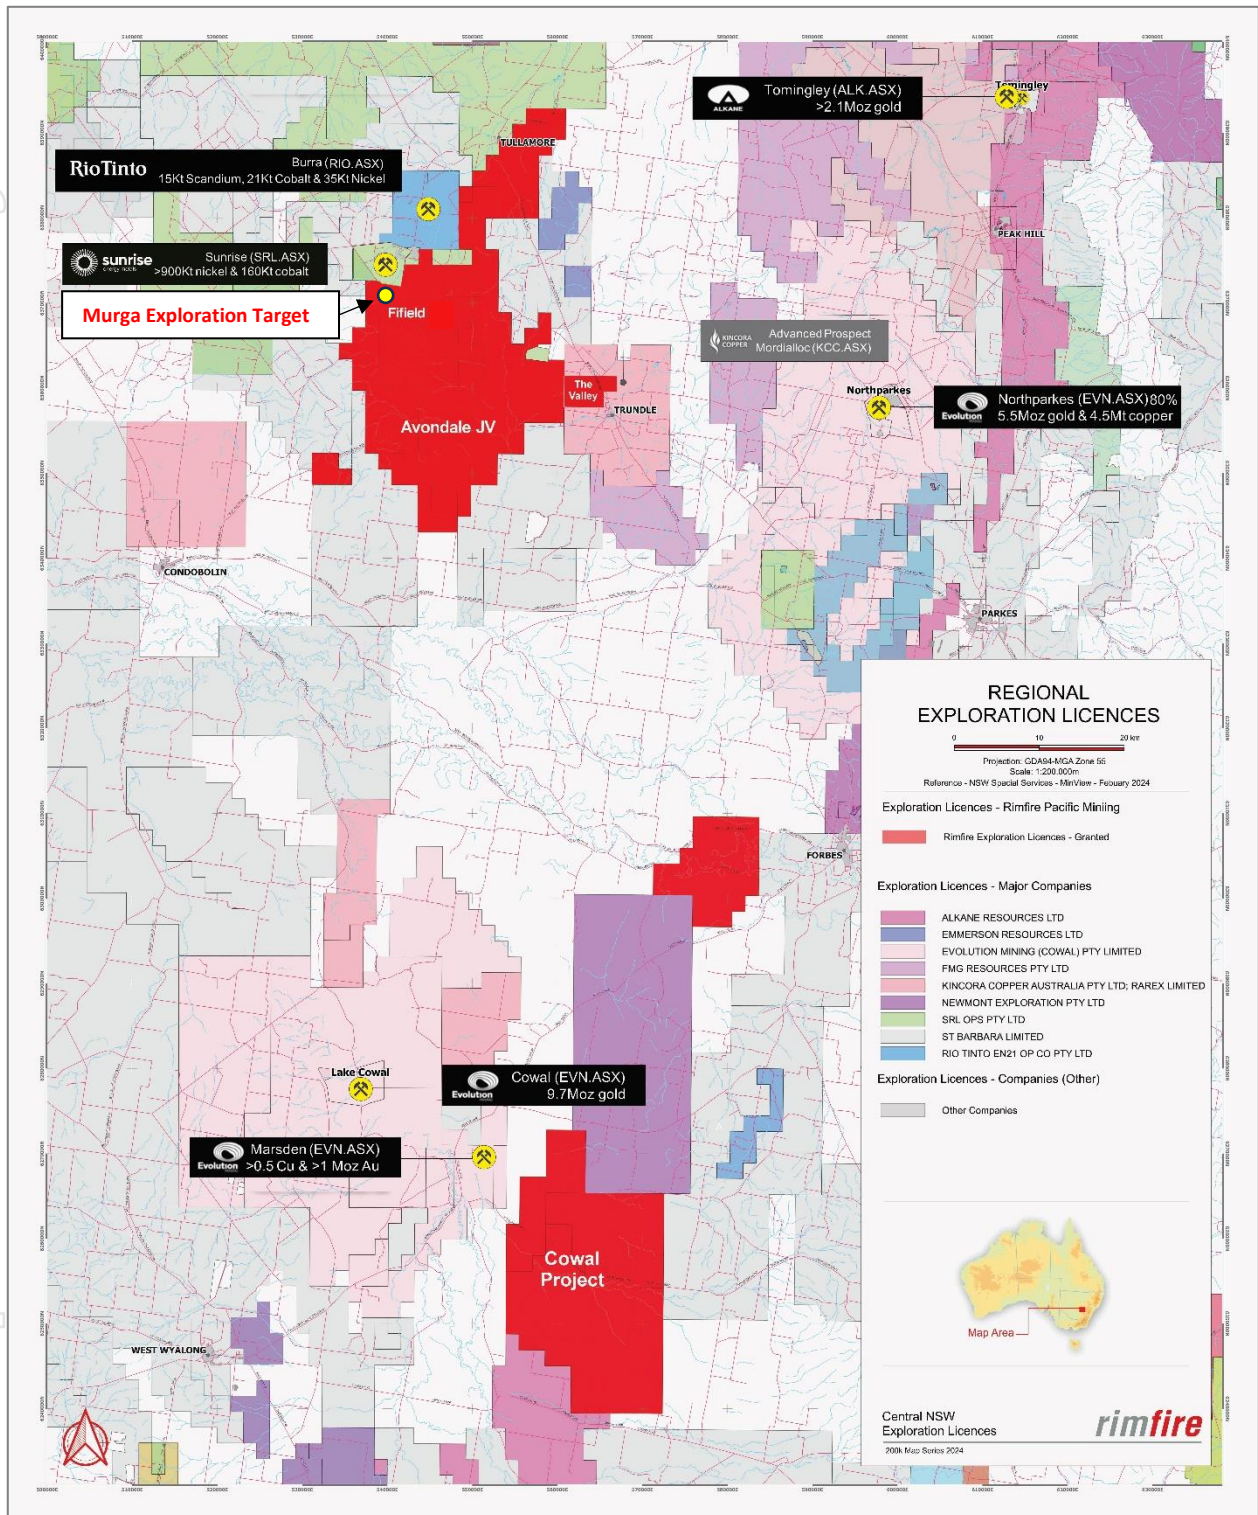 Tomingley (ALK.ASX)
>2.1Moz gold
ALKANE
Tomingley
TULLAMORE
RioTinto
Burra (RIO.ASX)
15Kt Scandium, 21Kt Cobalt & 35Kt Nickel
PEAK HILL
sunrise
energy metals
Sunrise (SRL.ASX)
>900Kt nickel & 160Kt cobalt
Murga Exploration Target
Fifield
KINCORA
COPPER
Advanced Prospect
Mordialloc (KCC.ASX)
The
Valley
TRUNDLE
Northparkes
Evolution
Northparkes (EVN.ASX) 80%
5.5Moz gold & 4.5Mt copper
Avondale JV
CONDOBOLIN
PARKES
REGIONAL
EXPLORATION LICENCES
0 10 20 km
Projection: GDA94-MGA Zone 55
Scale: 1:200,000m
Reference - NSW Special Services - MinView - Febuary 2024
Exploration Licences - Rimfire Pacific Miniing
Rimfire Exploration Licences - Granted
FORBES
Exploration Licences - Major Companies
ALKANE RESOURCES LTD
EMMERSON RESOURCES LTD
EVOLUTION MINING (COWAL) PTY LIMITED
FMG RESOURCES PTY LTD
KINCORA COPPER AUSTRALIA PTY LTD; RAREX LIMITED
NEWMONT EXPLORATION PTY LTD
SRL OPS PTY LTD
ST BARBARA LIMITED
RIO TINTO EN21 OP CO PTY LTD
Exploration Licences - Companies (Other)
Other Companies
Lake Cowal
Evolution
Cowal (EVN.ASX)
9.7Moz gold
Evolution
Marsden (EVN.ASX)
>0.5 Cu & >1 Moz Au
Cowal
Project
WEST WYALONG
Map Area
Central NSW
Exploration Licences
200k Map Series 2024
rimfire